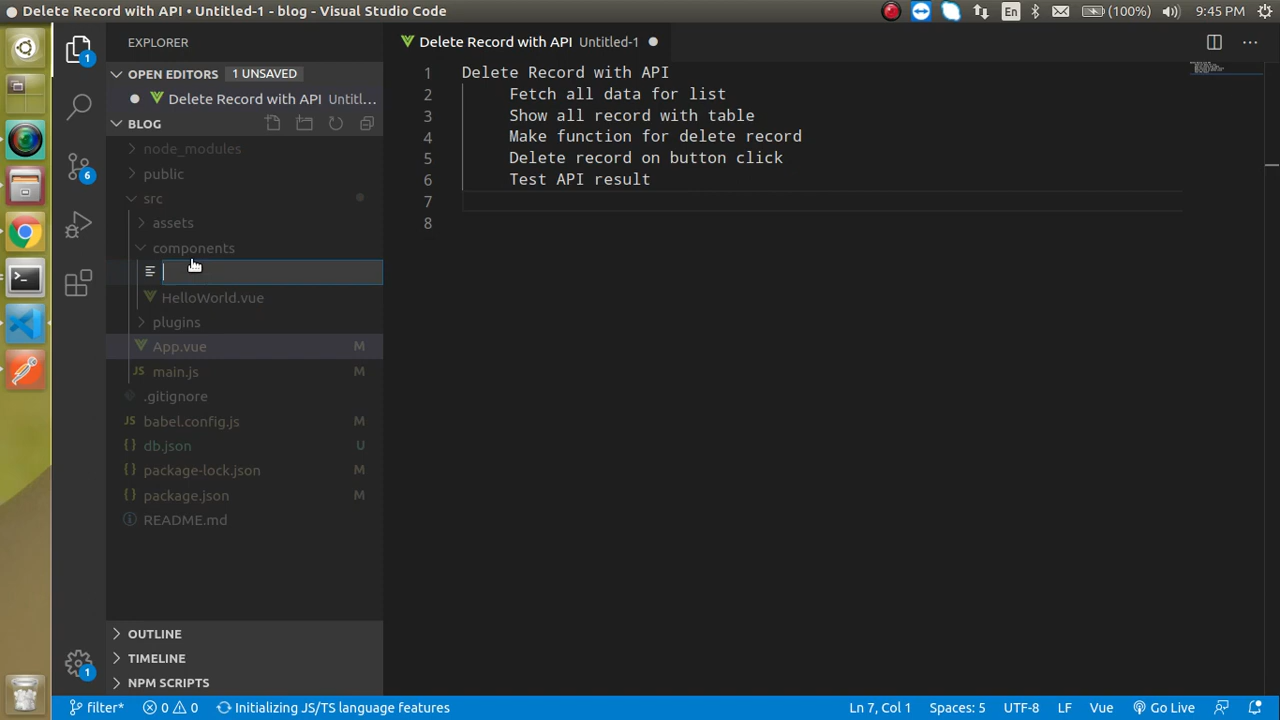 Delete Record with API • Untitled-1 - blog - Visual Studio Code
En
(100%)
9:45 PM
EXPLORER
OPEN EDITORS
1 UNSAVED
Delete Record with API Untitl...
BLOG
node_modules
public
src
assets
components
HelloWorld.vue
plugins
App.vue M
JS main.js M
.gitignore
JS babel.config.js M
{} db.json U
{} package-lock.json M
{} package.json M
README.md
OUTLINE
TIMELINE
NPM SCRIPTS
1
6
1
Delete Record with API Untitled-1
1 Delete Record with API
2 Fetch all data for list
3 Show all record with table
4 Make function for delete record
5 Delete record on button click
6 Test API result
7
8
filter*
0
0
Initializing JS/TS language features
Ln 7, Col 1
Spaces: 5
UTF-8
LF
Vue
Go Live